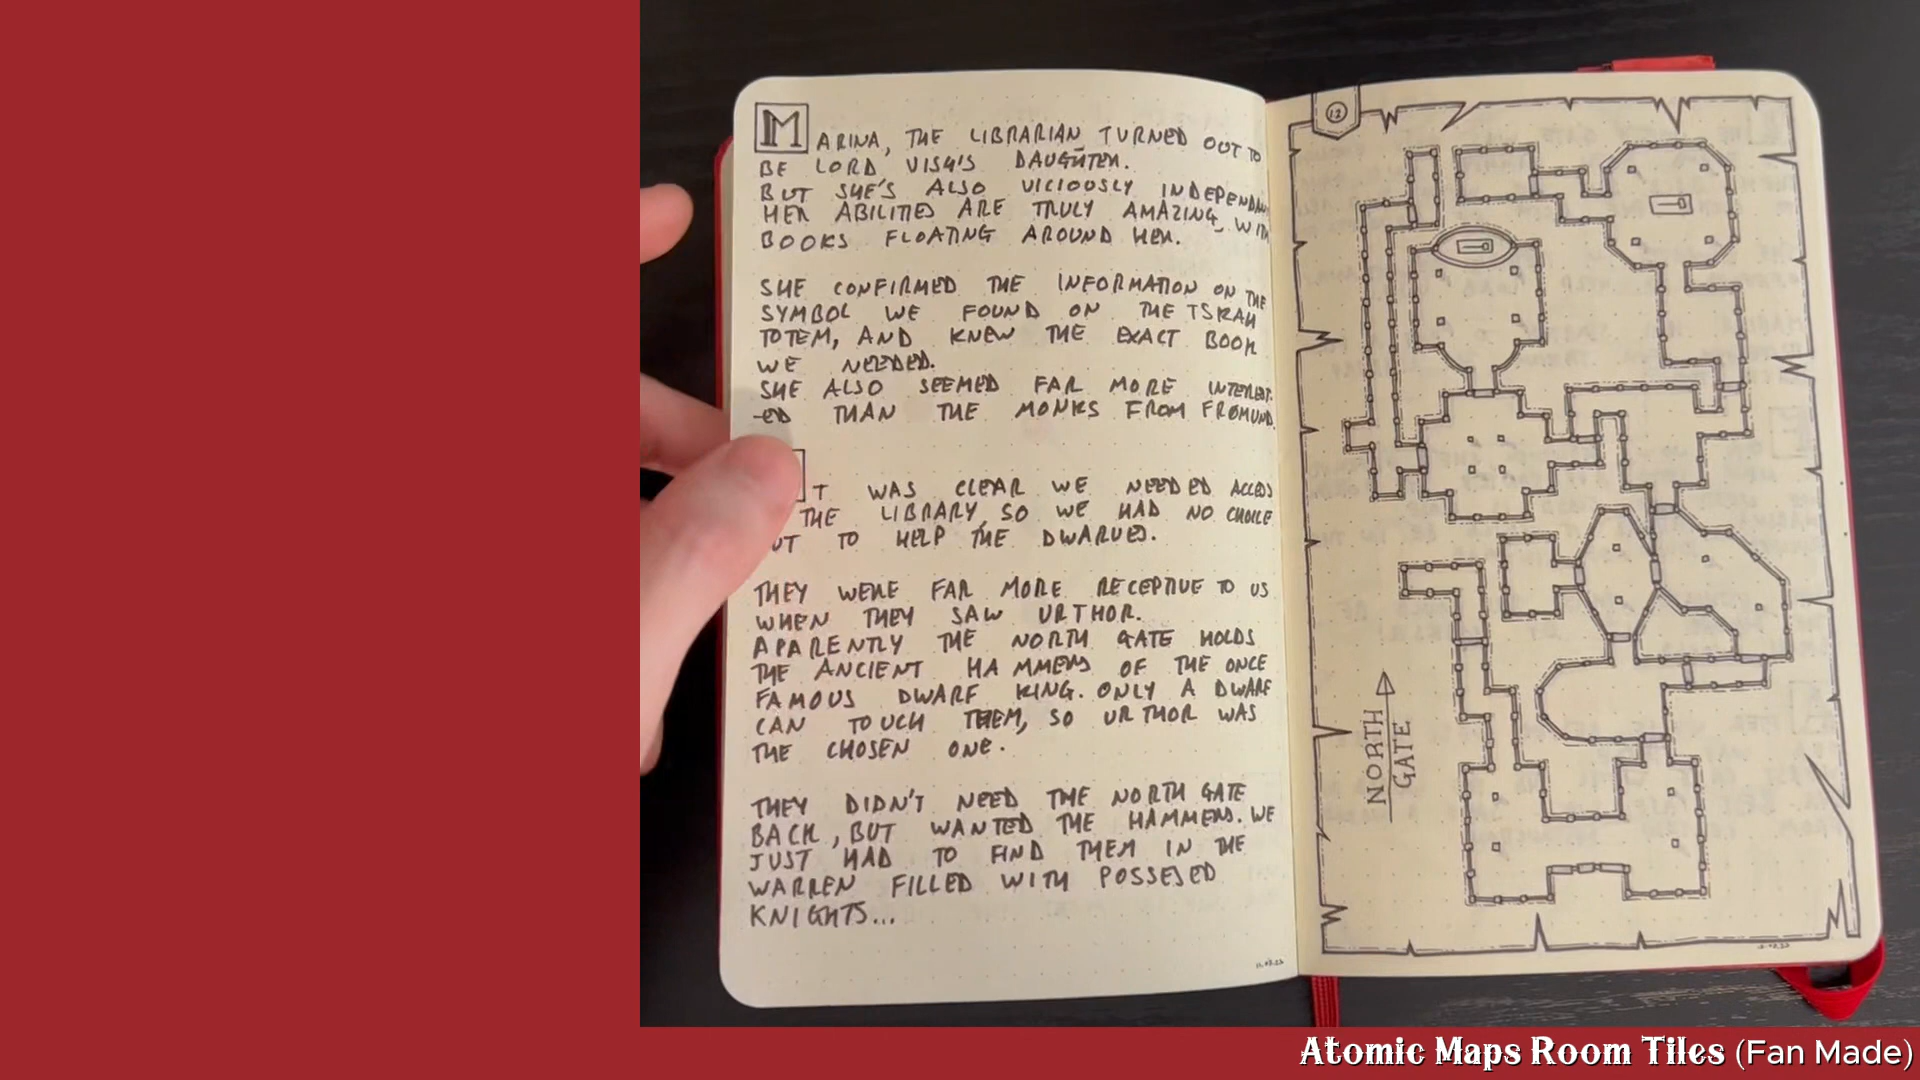 MARINA, THE LIBRARIAN TURNED OUT TO
BE LORD VISH'S DAUGHTER.
BUT SHE'S ALSO VICIOUSLY INDEPENDANT
HER ABILITIES ARE TRULY AMAZING, WITH
BOOKS FLOATING AROUND HER.
SHE CONFIRMED THE INFORMATION ON THE
SYMBOL WE FOUND ON THE TSKAH
TOTEM, AND KNEW THE EXACT BOOK
WE NEEDED.
SHE ALSO SEEMED FAR MORE INTEREST-
-ED THAN THE MONKS FROM FROMUND.
T WAS CLEAR WE NEEDED ACCESS
THE LIBRARY, SO WE HAD NO CHOICE
UT TO HELP THE DWARVES.
THEY WERE FAR MORE RECEPTIVE TO US
WHEN THEY SAW URTHOR.
APARENTLY THE NORTH GATE HOLDS
THE ANCIENT HAMMERS OF THE ONCE
FAMOUS DWARF KING. ONLY A DWARF
CAN TOUCH THEM, SO URTHOR WAS
THE CHOSEN ONE.
THEY DIDN'T NEED THE NORTH GATE
BACK, BUT WANTED THE HAMMERS. WE
JUST HAD TO FIND THEM IN THE
WARREN FILLED WITH POSSESED
KNIGHTS...
12
NORTH
GATE
Atomic Maps Room Tiles (Fan Made)